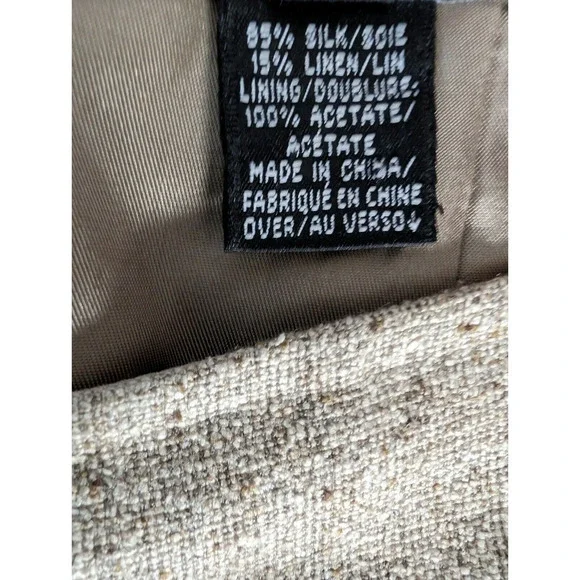 85% SILK/SOIE
15% LINEN/LIN
LINING/DOUBLURE:
100% ACETATE/
ACÉTATE
MADE IN CHINA/
FABRIQUÉ EN CHINE
OVER/AU VERSO↓